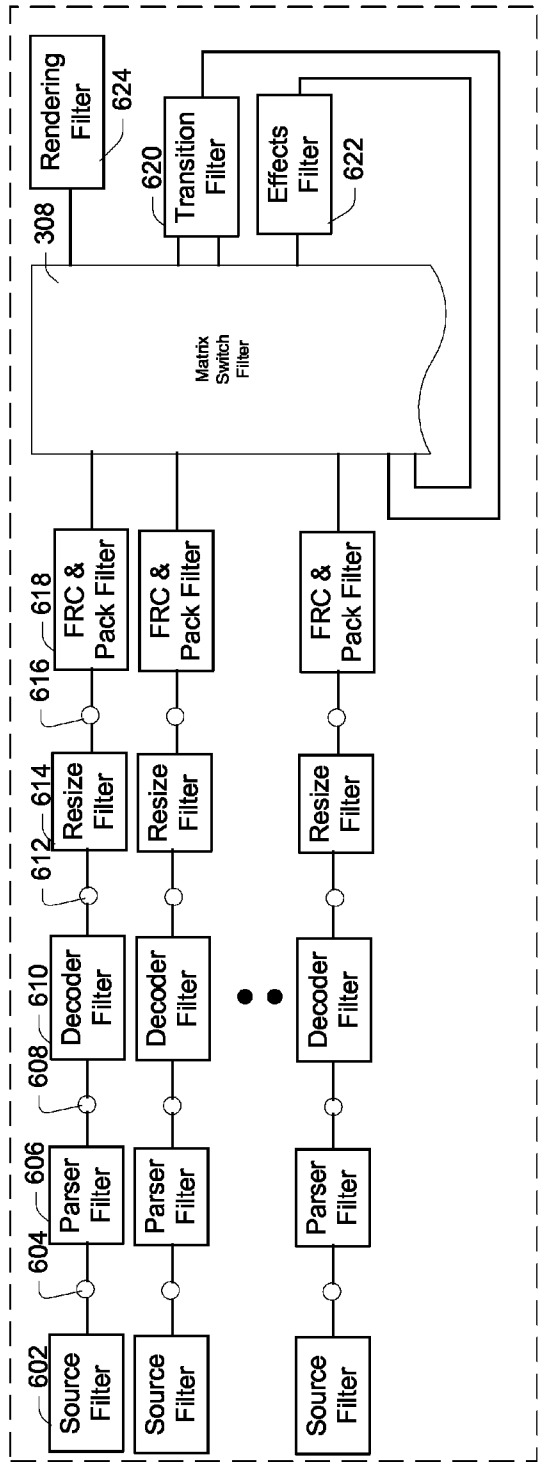 602
Source
Filter
604
606
Parser
Filter
608
610
Decoder
Filter
612
614
Resize
Filter
616
618
FRC &
Pack Filter
308
Matrix
Switch
Filter
Rendering
Filter
624
Source
Filter
Parser
Filter
Decoder
Filter
Resize
Filter
FRC &
Pack Filter
620
Transition
Filter
Effects
Filter
622
Source
Filter
Parser
Filter
Decoder
Filter
Resize
Filter
FRC &
Pack Filter